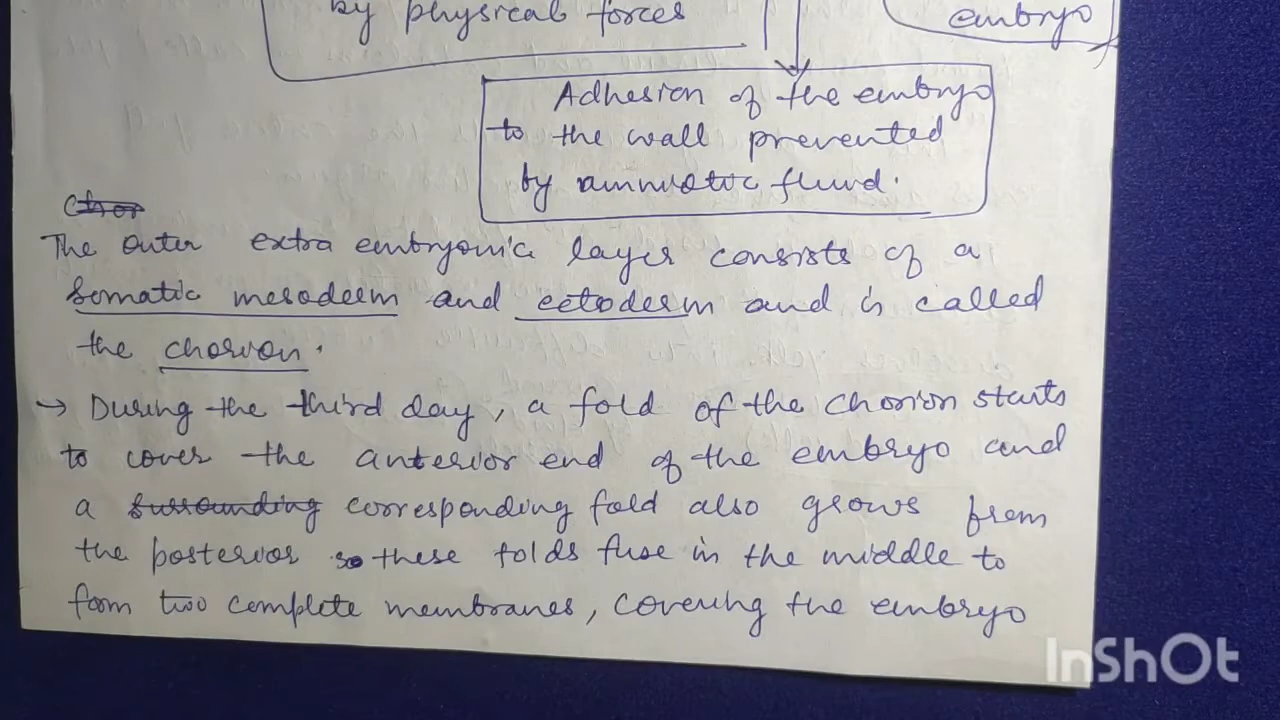 by physical forces
embryo
Adhesion of the embryo
to the wall prevented
by amniotic fluid.
Chor
The outer extra embryonic layer consists of a
somatic mesoderm and ectoderm and is called
the chorion.
→ During the third day, a fold of the chorion starts
to cover the anterior end of the embryo and
a surrounding corresponding fold also grows from
the posterior so these folds fuse in the middle to
form two complete membranes, covering the embryo
InShOt